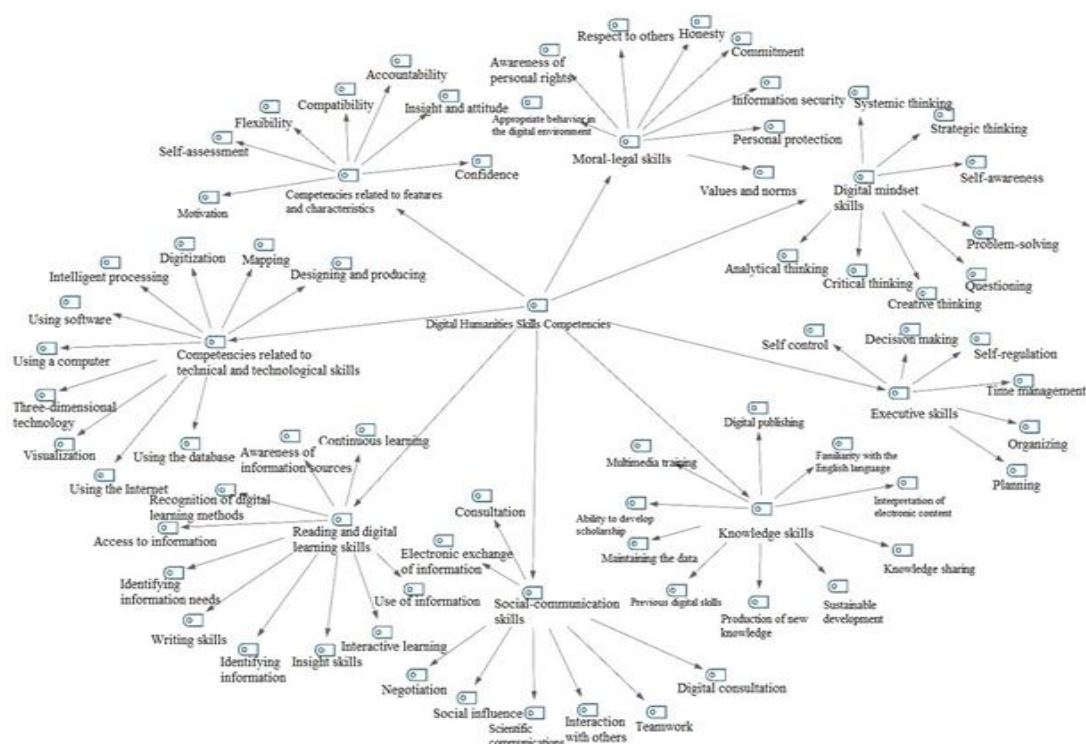 Respect to others
Honesty
Commitment
Awareness of
personal rights
Accountability
Compatibility
Insight and attitude
Flexibility
Self-assessment
Confidence
Motivation
Competencies related to features
and characteristics
Appropriate behavior in
the digital environment
Information security
Personal protection
Moral-legal skills
Values and norms
Systemic thinking
Strategic thinking
Self-awareness
Digital mindset
skills
Problem-solving
Analytical thinking
Critical thinking
Questioning
Creative thinking
Digitization
Mapping
Intelligent processing
Designing and producing
Using software
Using a computer
Competencies related to
technical and technological skills
Three-dimensional
technology
Visualization
Using the database
Using the Internet
Digital Humanities Skills Competencies
Self control
Decision making
Self-regulation
Time management
Executive skills
Organizing
Planning
Awareness of
information sources
Continuous learning
Recognition of digital
learning methods
Access to information
Reading and digital
learning skills
Identifying
information needs
Writing skills
Identifying
information
Insight skills
Interactive learning
Use of information
Consultation
Electronic exchange
of information
Social-communication
skills
Negotiation
Social influence
Scientific
communications
Interaction
with others
Teamwork
Digital consultation
Digital publishing
Multimedia training
Familiarity with the
English language
Interpretation of
electronic content
Ability to develop
scholarship
Knowledge skills
Maintaining the data
Knowledge sharing
Previous digital skills
Production of new
knowledge
Sustainable
development